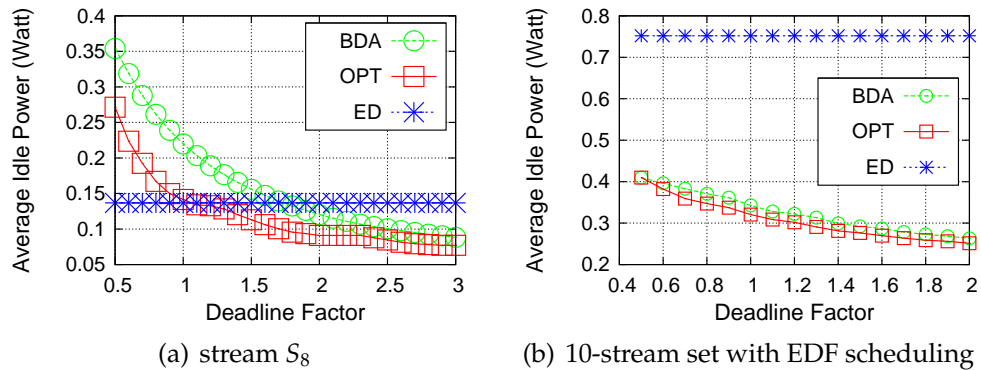 Average Idle Power (Watt)
0.4
0.35
0.3
0.25
0.2
0.15
0.1
0.05
BDA
OPT
ED
0.5 1 1.5 2 2.5 3
Deadline Factor
(a) stream S8
Average Idle Power (Watt)
0.8
0.7
0.6
0.5
0.4
0.3
0.2
BDA
OPT
ED
0.4 0.6 0.8 1 1.2 1.4 1.6 1.8 2
Deadline Factor
(b) 10-stream set with EDF scheduling